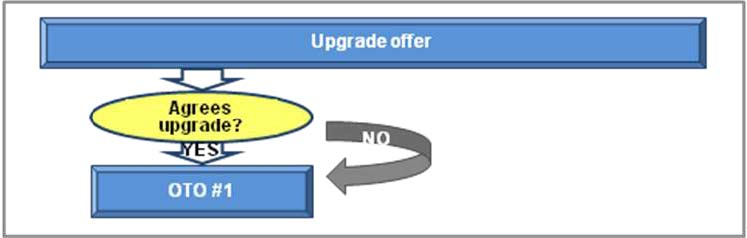 Upgrade offer
Agrees
upgrade?
NO
YES
OTO #1